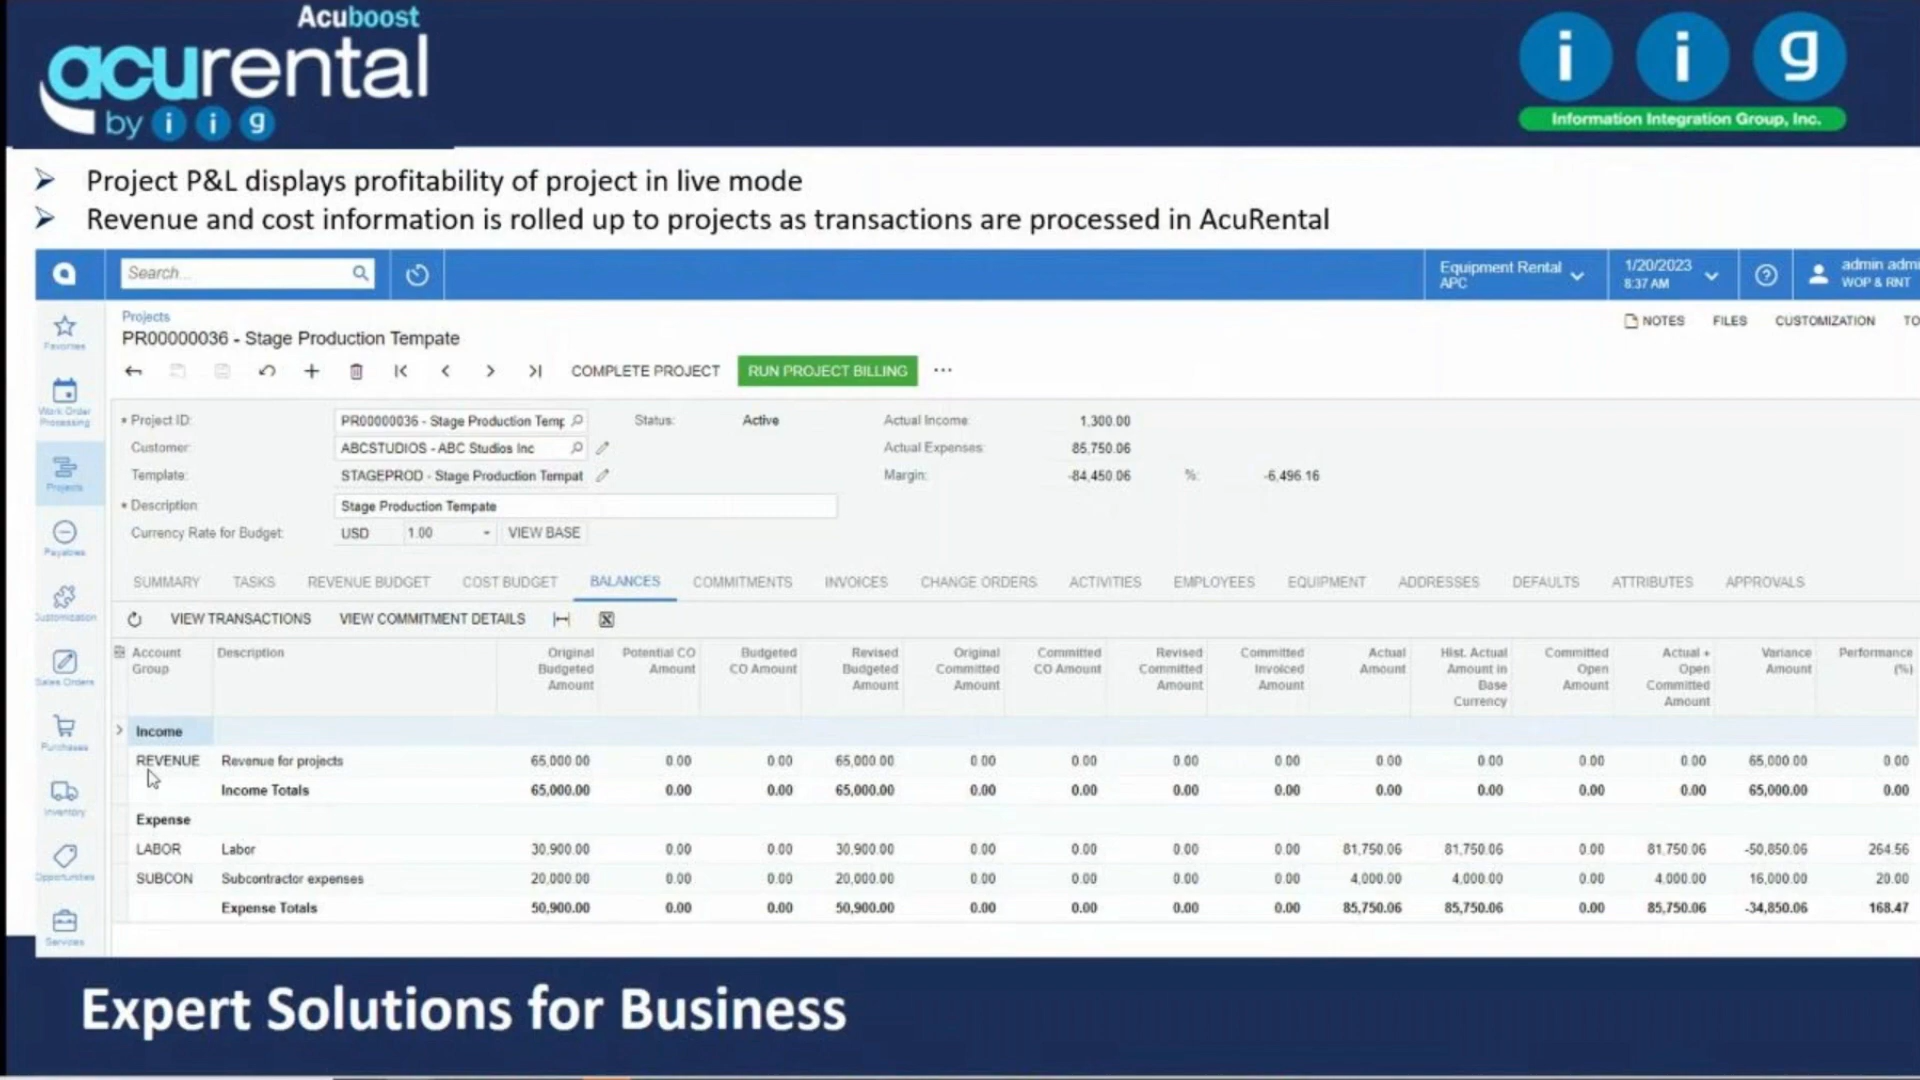 Acuboost
acurental
by i i g
i i g
Information Integration Group, Inc.
Project P&L displays profitability of project in live mode
Revenue and cost information is rolled up to projects as transactions are processed in AcuRental
Search...
Equipment Rental
APC
1/20/2023
8:37 AM
admin admi
WOP & RNT
Favorites
Work Order
Processing
Projects
Payables
Customization
Sales Orders
Purchases
Inventory
Opportunities
Services
Projects
PR00000036 - Stage Production Tempate
NOTES FILES CUSTOMIZATION TO
COMPLETE PROJECT RUN PROJECT BILLING ...
* Project ID: PR00000036 - Stage Production Temp Status: Active Actual Income: 1,300.00
Customer: ABCSTUDIOS - ABC Studios Inc Actual Expenses: 85,750.06
Template: STAGEPROD - Stage Production Tempat Margin: -84,450.06 %: -6,496.16
* Description: Stage Production Tempate
Currency Rate for Budget: USD 1.00 VIEW BASE
SUMMARY TASKS REVENUE BUDGET COST BUDGET BALANCES COMMITMENTS INVOICES CHANGE ORDERS ACTIVITIES EMPLOYEES EQUIPMENT ADDRESSES DEFAULTS ATTRIBUTES APPROVALS
VIEW TRANSACTIONS VIEW COMMITMENT DETAILS
Account Group Description Original Budgeted Amount Potential CO Amount Budgeted CO Amount Revised Budgeted Amount Original Committed Amount Committed CO Amount Revised Committed Amount Committed Invoiced Amount Actual Amount Hist. Actual Amount in Base Currency Committed Open Amount Actual + Open Committed Amount Variance Amount Performance (%)
Income
REVENUE Revenue for projects 65,000.00 0.00 0.00 65,000.00 0.00 0.00 0.00 0.00 0.00 0.00 0.00 0.00 65,000.00 0.00
Income Totals 65,000.00 0.00 0.00 65,000.00 0.00 0.00 0.00 0.00 0.00 0.00 0.00 0.00 65,000.00 0.00
Expense
LABOR Labor 30,900.00 0.00 0.00 30,900.00 0.00 0.00 0.00 0.00 81,750.06 81,750.06 0.00 81,750.06 -50,850.06 264.56
SUBCON Subcontractor expenses 20,000.00 0.00 0.00 20,000.00 0.00 0.00 0.00 0.00 4,000.00 4,000.00 0.00 4,000.00 16,000.00 20.00
Expense Totals 50,900.00 0.00 0.00 50,900.00 0.00 0.00 0.00 0.00 85,750.06 85,750.06 0.00 85,750.06 -34,850.06 168.47
Expert Solutions for Business